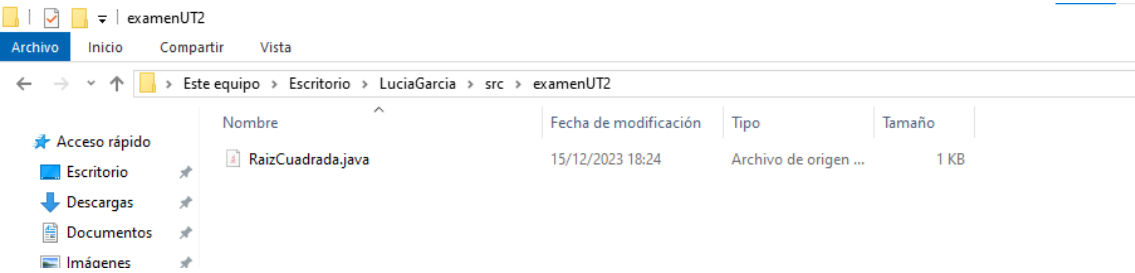 examenUT2
Archivo Inicio Compartir Vista
Este equipo > Escritorio > LuciaGarcia > src > examenUT2
Nombre Fecha de modificación Tipo Tamaño
Acceso rápido
RaizCuadrada.java 15/12/2023 18:24 Archivo de origen ... 1 KB
Escritorio
Descargas
Documentos
Imágenes